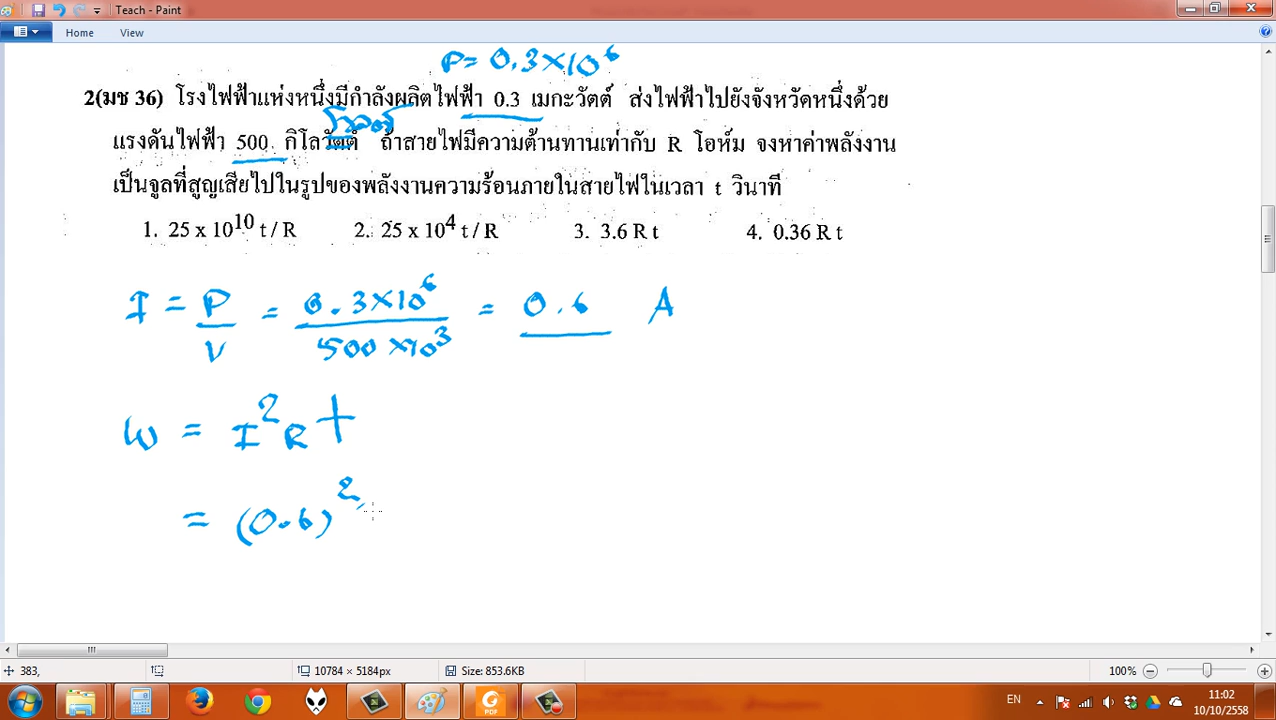 Teach - Paint
Home View
P = 0.3×10⁶
2(มช 36) โรงไฟฟ้าแห่งหนึ่งมีกำลังผลิตไฟฟ้า 0.3 เมกะวัตต์ ส่งไฟฟ้าไปยังจังหวัดหนึ่งด้วย
โวลต์
แรงดันไฟฟ้า 500 กิโลวัตต์ ถ้าสายไฟมีความต้านทานเท่ากับ R โอห์ม จงหาค่าพลังงาน
เป็นจูลที่สูญเสียไปในรูปของพลังงานความร้อนภายในสายไฟในเวลา t วินาที
1. 25 x 10¹⁰ t / R 2. 25 x 10⁴ t / R 3. 3.6 R t 4. 0.36 R t
I = P/V = 0.3×10⁶ / 500×10³ = 0.6 A
W = I²Rt
= (0.6)²
383, 10784 × 5184px Size: 853.6KB 100%
PDF EN 11:02
10/10/2558